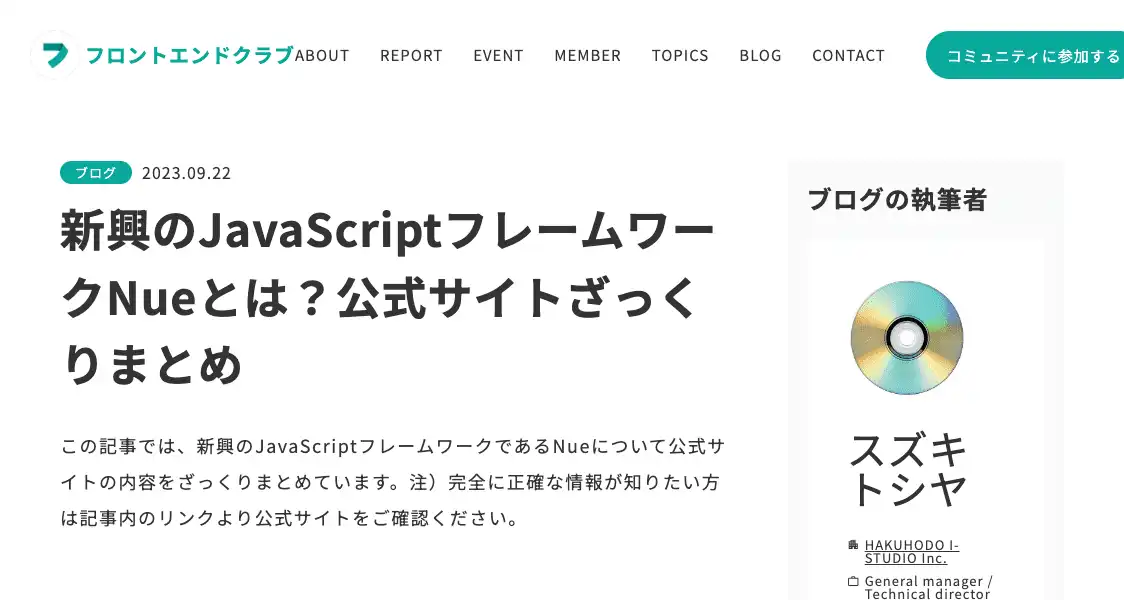 フロントエンドクラブ
ABOUT
REPORT
EVENT
MEMBER
TOPICS
BLOG
CONTACT
コミュニティに参加する
ブログ
2023.09.22
新興のJavaScriptフレームワー
クNueとは？公式サイトざっく
りまとめ
この記事では、新興のJavaScriptフレームワークであるNueについて公式サ
イトの内容をざっくりまとめています。注）完全に正確な情報が知りたい方
は記事内のリンクより公式サイトをご確認ください。
ブログの執筆者
スズキ
トシヤ
HAKUHODO I-
STUDIO Inc.
General manager /
Technical director